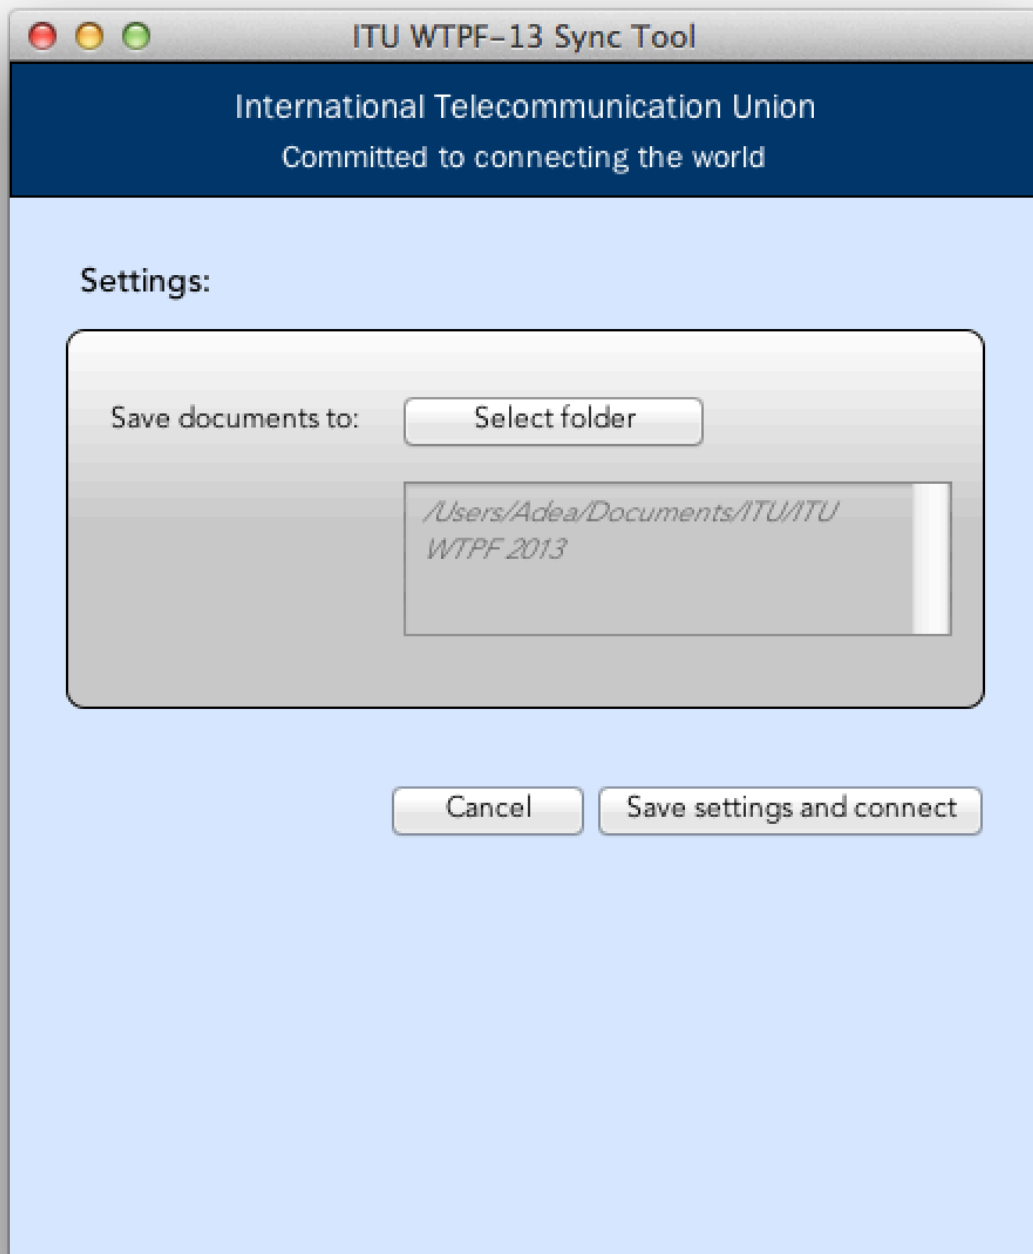 ITU WTPF-13 Sync Tool
International Telecommunication Union
Committed to connecting the world
Settings:
Save documents to:
Select folder
/Users/Adea/Documents/ITU/ITU
WTPF 2013
Cancel
Save settings and connect